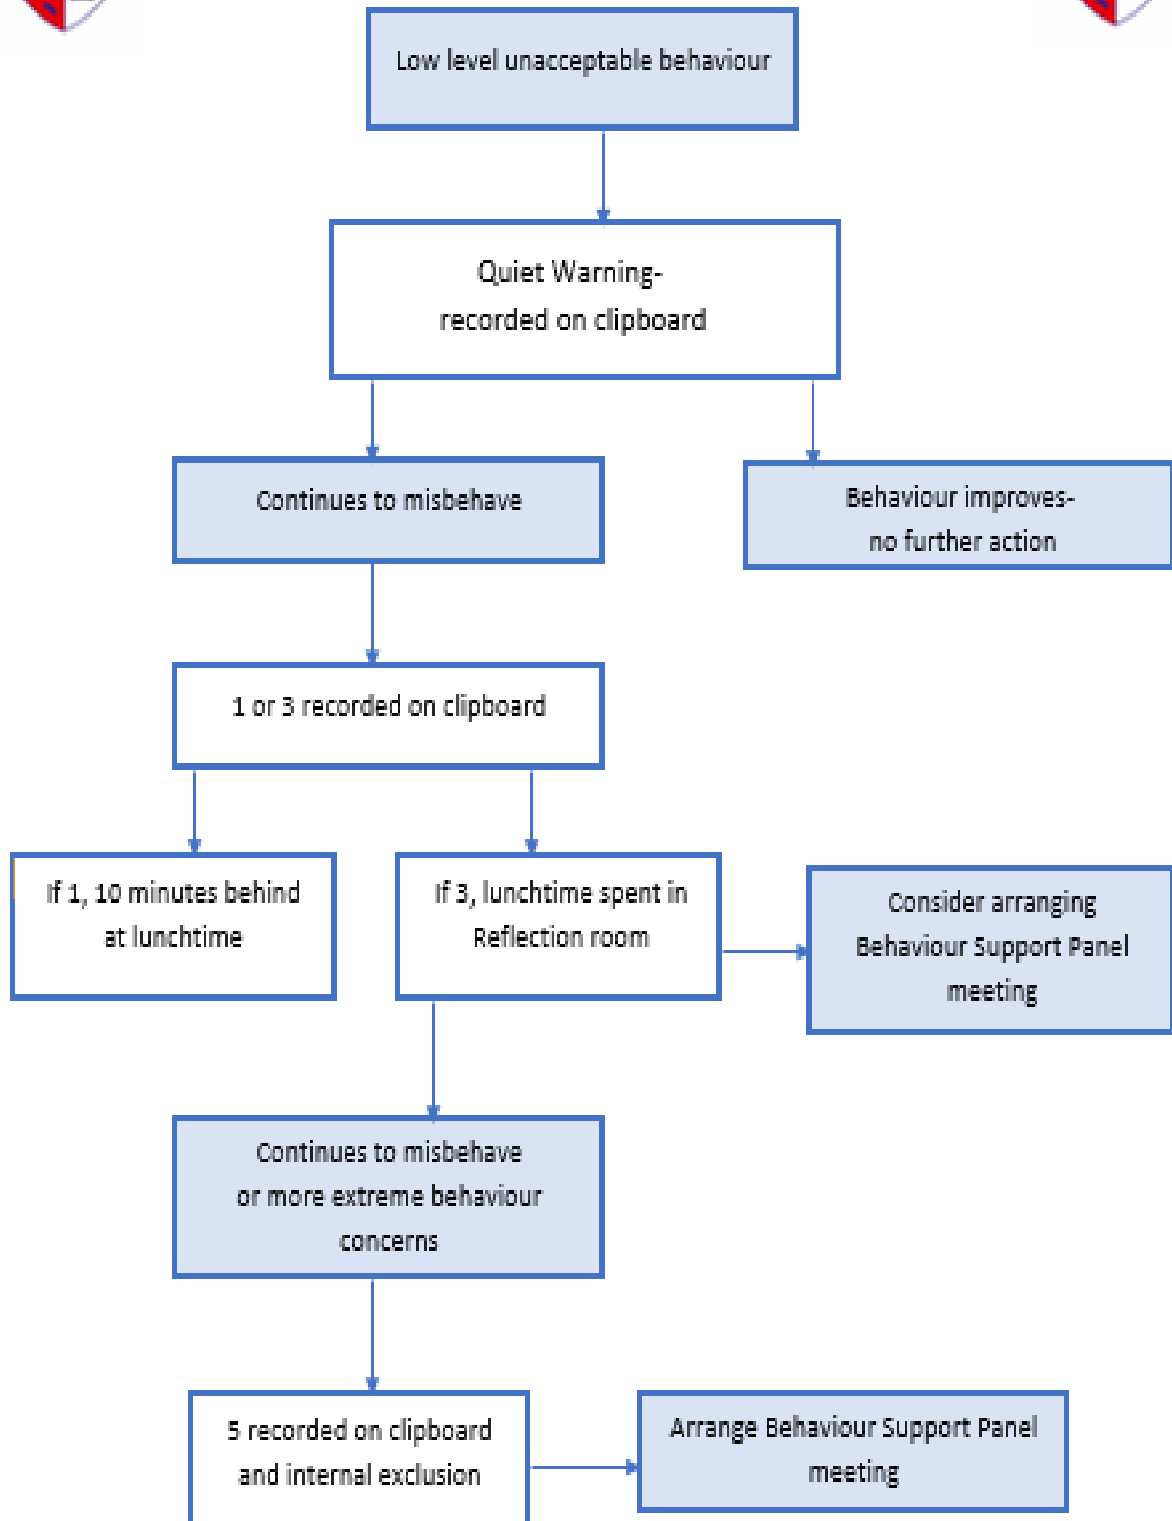 Low level unacceptable behaviour
Quiet Warning-
recorded on clipboard
Continues to misbehave
Behaviour improves-
no further action
1 or 3 recorded on clipboard
If 1, 10 minutes behind
at lunchtime
If 3, lunchtime spent in
Reflection room
Consider arranging
Behaviour Support Panel
meeting
Continues to misbehave
or more extreme behaviour
concerns
5 recorded on clipboard
and internal exclusion
Arrange Behaviour Support Panel
meeting